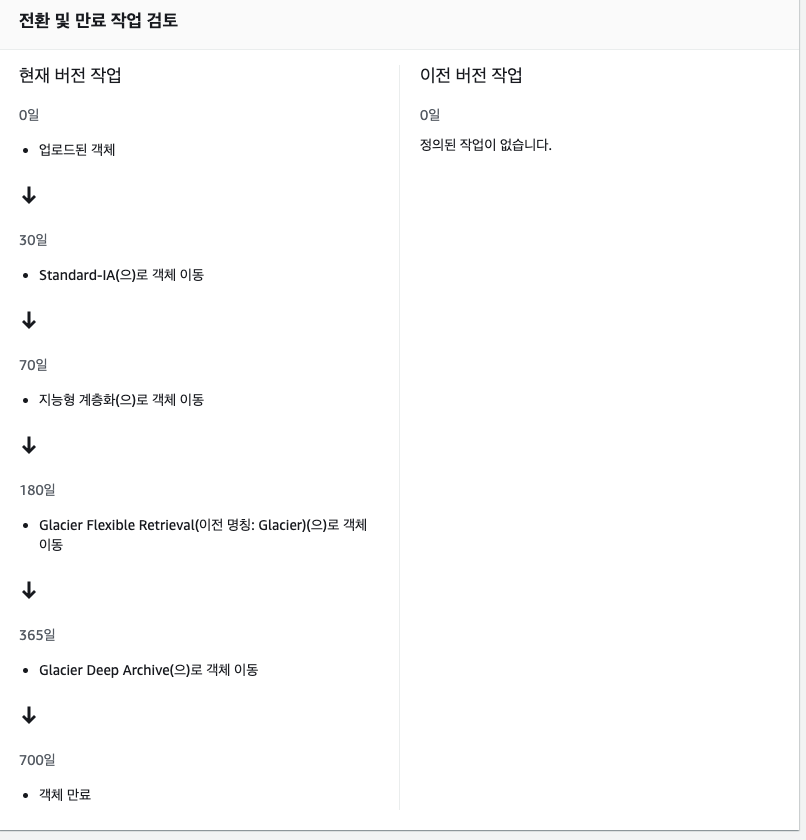 전환 및 만료 작업 검토
현재 버전 작업
0일
업로드된 객체
30일
Standard-IA(으)로 객체 이동
70일
지능형 계층화(으)로 객체 이동
180일
Glacier Flexible Retrieval(이전 명칭: Glacier)(으)로 객체
이동
365일
Glacier Deep Archive(으)로 객체 이동
700일
객체 만료
이전 버전 작업
0일
정의된 작업이 없습니다.